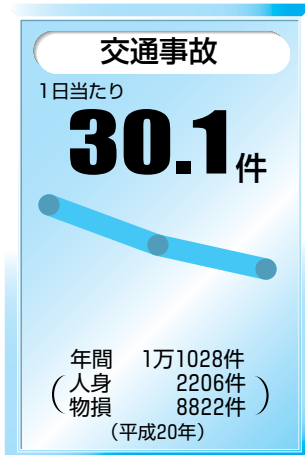 交通事故
1日当たり
30.1件
年間 1万1028件
(人身 2206件
物損 8822件)
(平成20年)